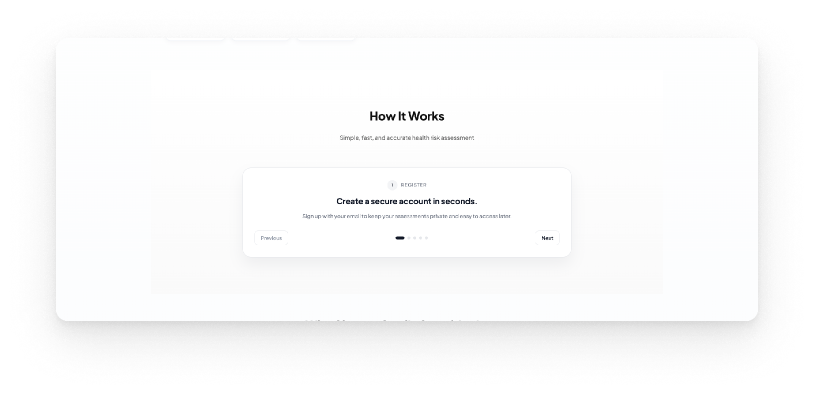 How It Works
Simple, fast, and accurate health risk assessment
1 REGISTER
Create a secure account in seconds.
Sign up with your email to keep your assessments private and easy to access later.
Previous
Next